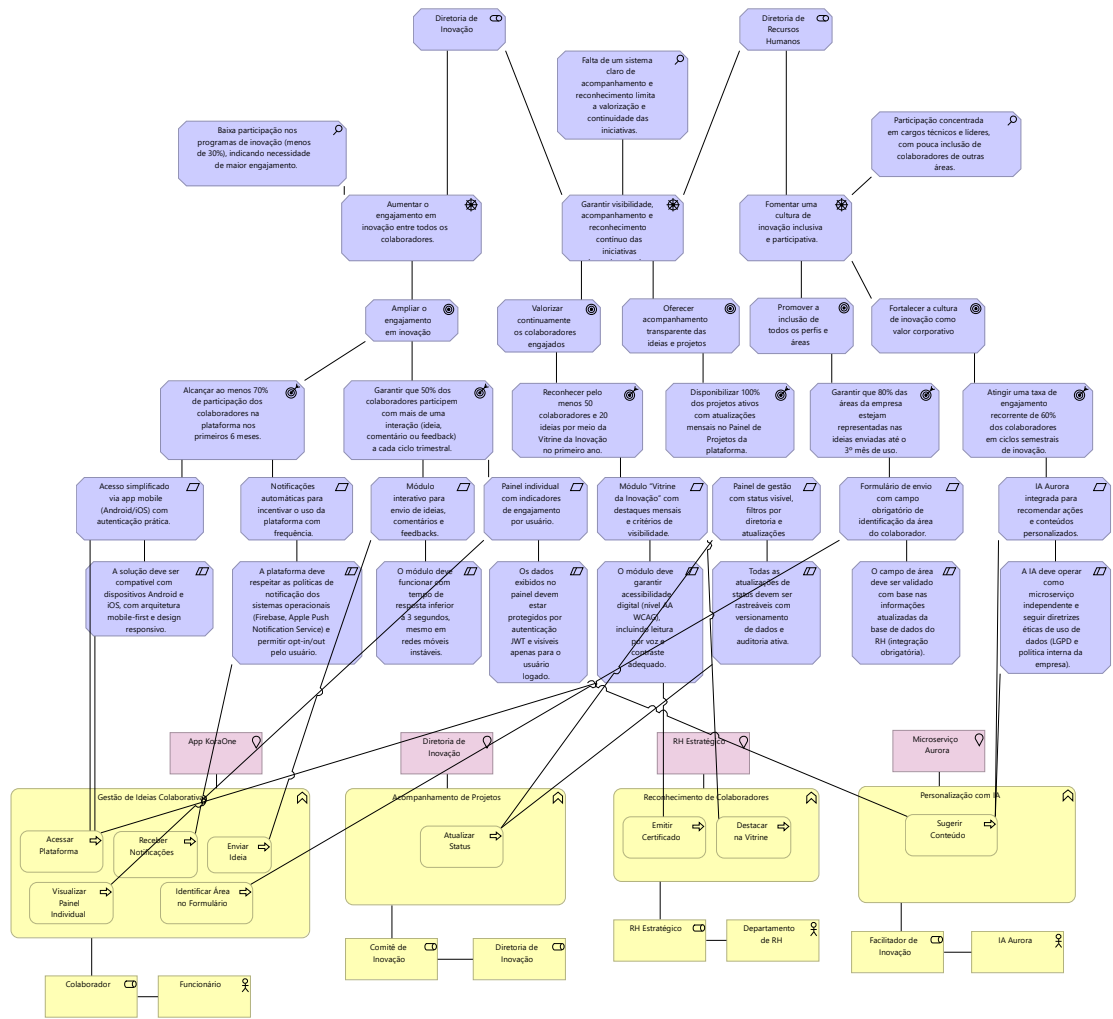 Diretoria de
Inovação
Diretoria de
Recursos
Humanos
Falta de um sistema
claro de
acompanhamento e
reconhecimento limita
a valorização e
continuidade das
iniciativas.
Baixa participação nos
programas de inovação (menos
de 30%), indicando necessidade
de maior engajamento.
Participação concentrada
em cargos técnicos e líderes,
com pouca inclusão de
colaboradores de outras
áreas.
Aumentar o
engajamento em
inovação entre todos os
colaboradores.
Garantir visibilidade,
acompanhamento e
reconhecimento
contínuo das
iniciativas
Fomentar uma
cultura de
inovação inclusiva
e participativa.
Ampliar o
engajamento
em inovação
Valorizar
continuamente
os colaboradores
engajados
Oferecer
acompanhamento
transparente das
ideias e projetos
Promover a
inclusão de
todos os perfis e
áreas
Fortalecer a cultura
de inovação como
valor corporativo
Alcançar ao menos 70%
de participação dos
colaboradores na
plataforma nos
primeiros 6 meses.
Garantir que 50% dos
colaboradores participem
com mais de uma
interação (ideia,
comentário ou feedback)
a cada ciclo trimestral.
Reconhecer pelo
menos 50
colaboradores e 20
ideias por meio da
Vitrine da Inovação
no primeiro ano.
Disponibilizar 100%
dos projetos ativos
com atualizações
mensais no Painel de
Projetos da
plataforma.
Garantir que 80% das
áreas da empresa
estejam
representadas nas
ideias enviadas até o
3º mês de uso.
Atingir uma taxa de
engajamento
recorrente de 60%
dos colaboradores
em ciclos semestrais
de inovação.
Acesso simplificado
via app mobile
(Android/iOS) com
autenticação prática.
Notificações
automáticas para
incentivar o uso da
plataforma com
frequência.
Módulo
interativo para
envio de ideias,
comentários e
feedbacks.
Painel individual
com indicadores
de engajamento
por usuário.
Módulo “Vitrine
da Inovação” com
destaques mensais
e critérios de
visibilidade.
Painel de gestão
com status visível,
filtros por
diretoria e
atualizações
Formulário de envio
com campo
obrigatório de
identificação da área
do colaborador.
IA Aurora
integrada para
recomendar ações
e conteúdos
personalizados.
A solução deve ser
compatível com
dispositivos Android e
iOS, com arquitetura
mobile-first e design
responsivo.
A plataforma deve
respeitar as políticas de
notificação dos
sistemas operacionais
(Firebase, Apple Push
Notification Service) e
permitir opt-in/out
pelo usuário.
O módulo deve
funcionar com
tempo de
resposta inferior
a 3 segundos,
mesmo em
redes móveis
instáveis.
Os dados
exibidos no
painel devem
estar
protegidos por
autenticação
JWT e visíveis
apenas para o
usuário
logado.
O módulo deve
garantir
acessibilidade
digital (nível AA
WCAG),
incluindo leitura
por voz e
contraste
adequado.
Todas as
atualizações de
status devem ser
rastreáveis com
versionamento
de dados e
auditoria ativa.
O campo de área
deve ser validado
com base nas
informações
atualizadas da
base de dados do
RH (integração
obrigatória).
A IA deve operar
como
microserviço
independente e
seguir diretrizes
éticas de uso de
dados (LGPD e
política interna da
empresa).
App KoraOne
Diretoria de
Inovação
RH Estratégico
Microserviço
Aurora
Gestão de Ideias Colaborativa
Acompanhamento de Projetos
Reconhecimento de Colaboradores
Personalização com IA
Acessar
Plataforma
Receber
Notificações
Enviar
Ideia
Visualizar
Painel
Individual
Identificar Área
no Formulário
Atualizar
Status
Emitir
Certificado
Destacar
na Vitrine
Sugerir
Conteúdo
Colaborador
Funcionário
Comitê de
Inovação
Diretoria de
Inovação
RH Estratégico
Departamento
de RH
Facilitador de
Inovação
IA Aurora